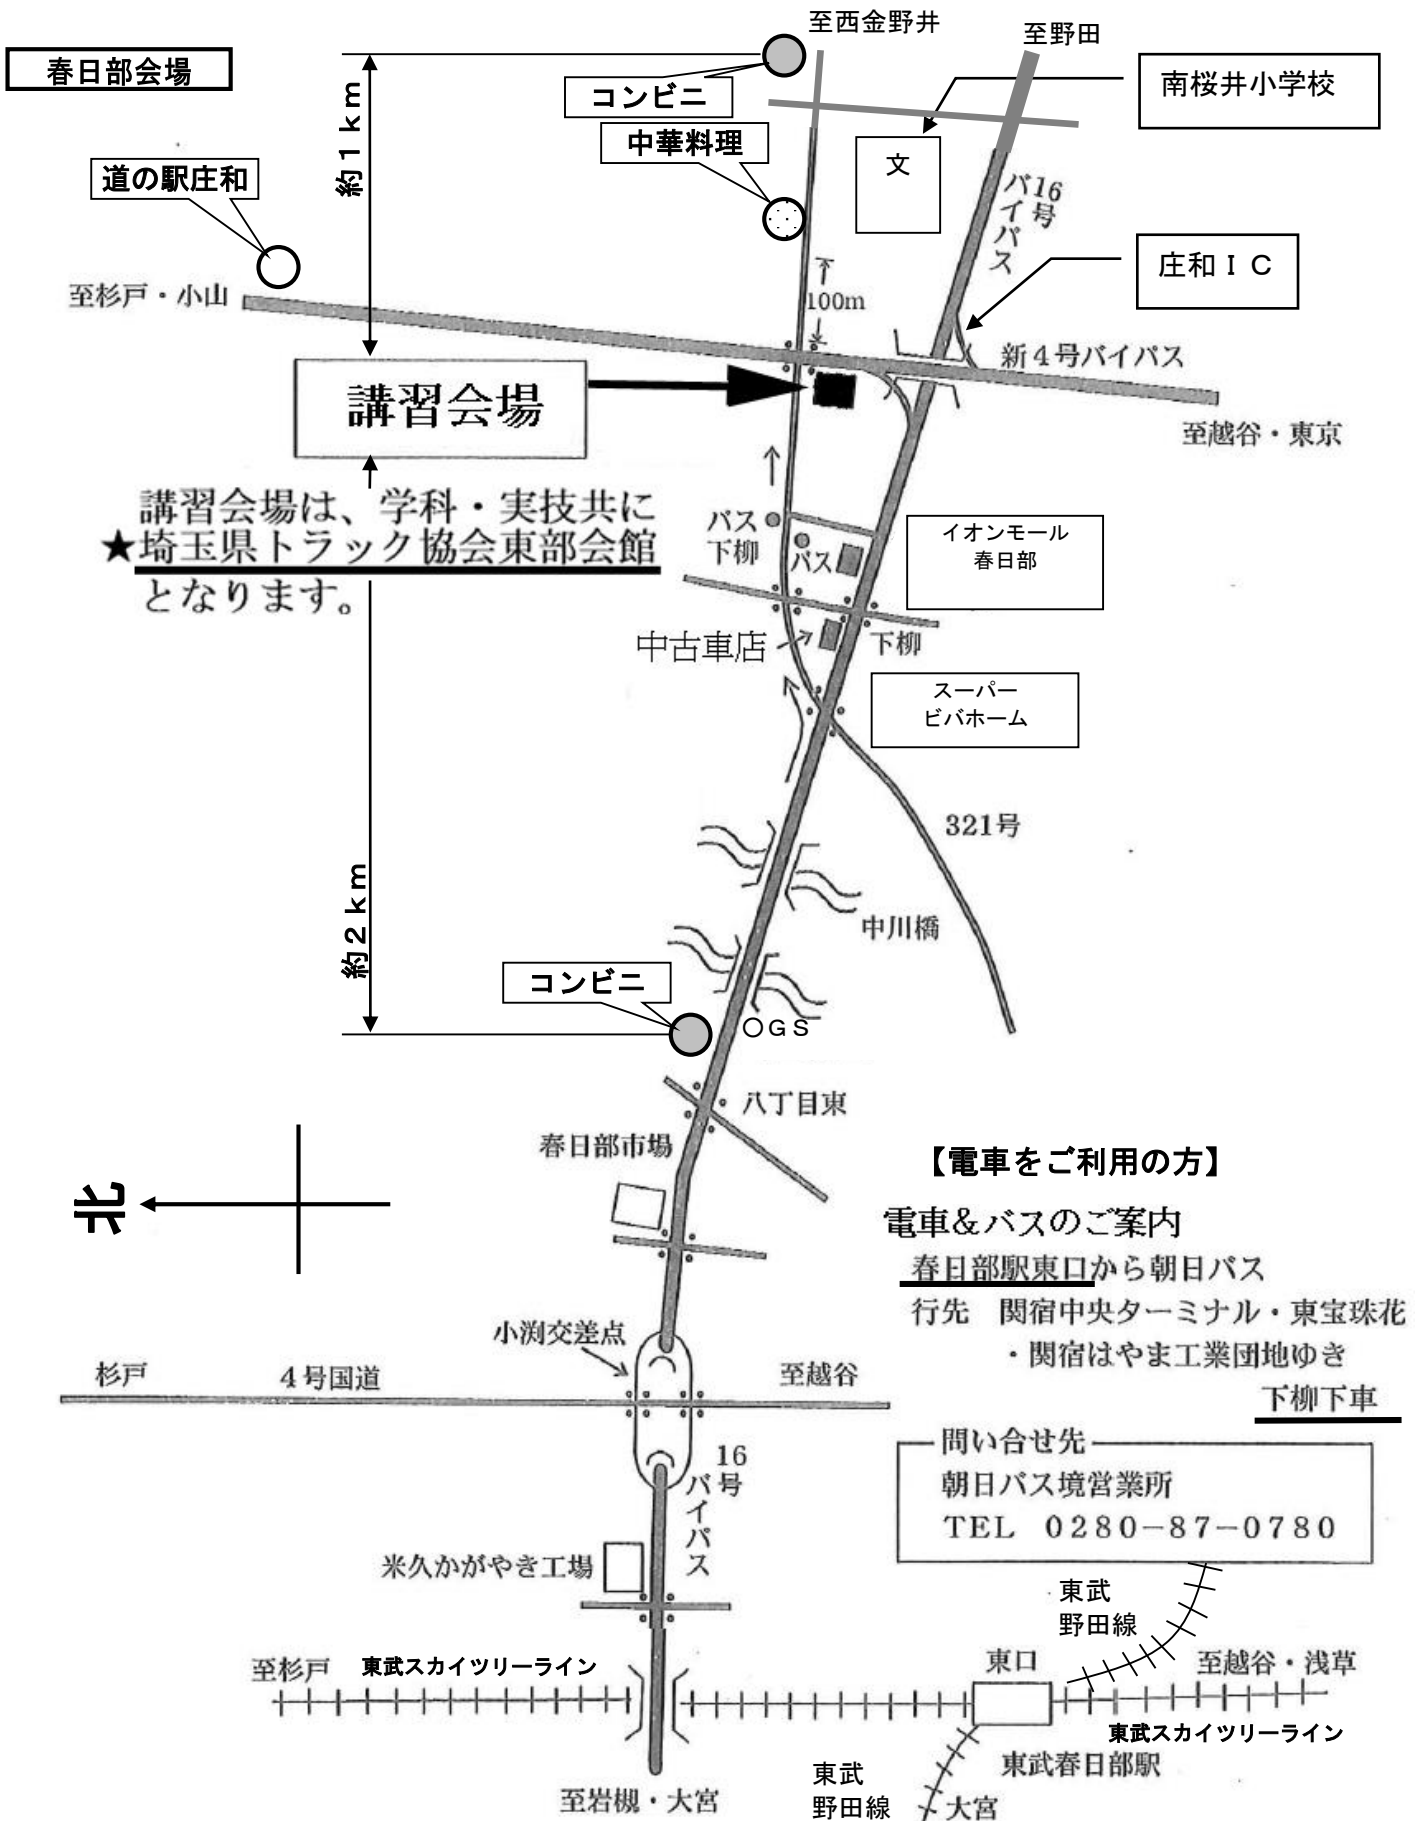 春日部会場
至西金野井
至野田
南桜井小学校
コンビニ
中華料理
文
約１ｋｍ
道の駅庄和
16号
バイパス
庄和ＩＣ
至杉戸・小山
100m
新４号バイパス
講習会場
至越谷・東京
講習会場は、学科・実技共に
★埼玉県トラック協会東部会館
となります。
バス
下柳
バス
イオンモール
春日部
中古車店
下柳
スーパー
ビバホーム
321号
約２ｋｍ
中川橋
コンビニ
ＧＳ
八丁目東
春日部市場
北
【電車をご利用の方】
電車&バスのご案内
春日部駅東口から朝日バス
行先　関宿中央ターミナル・東宝珠花
・関宿はやま工業団地ゆき
下柳下車
小渕交差点
杉戸
４号国道
至越谷
問い合せ先
朝日バス境営業所
TEL　0280−87−0780
16号
バイパス
米久かがやき工場
東武
野田線
至杉戸
東武スカイツリーライン
東口
至越谷・浅草
東武スカイツリーライン
東武春日部駅
東武
野田線
大宮
至岩槻・大宮